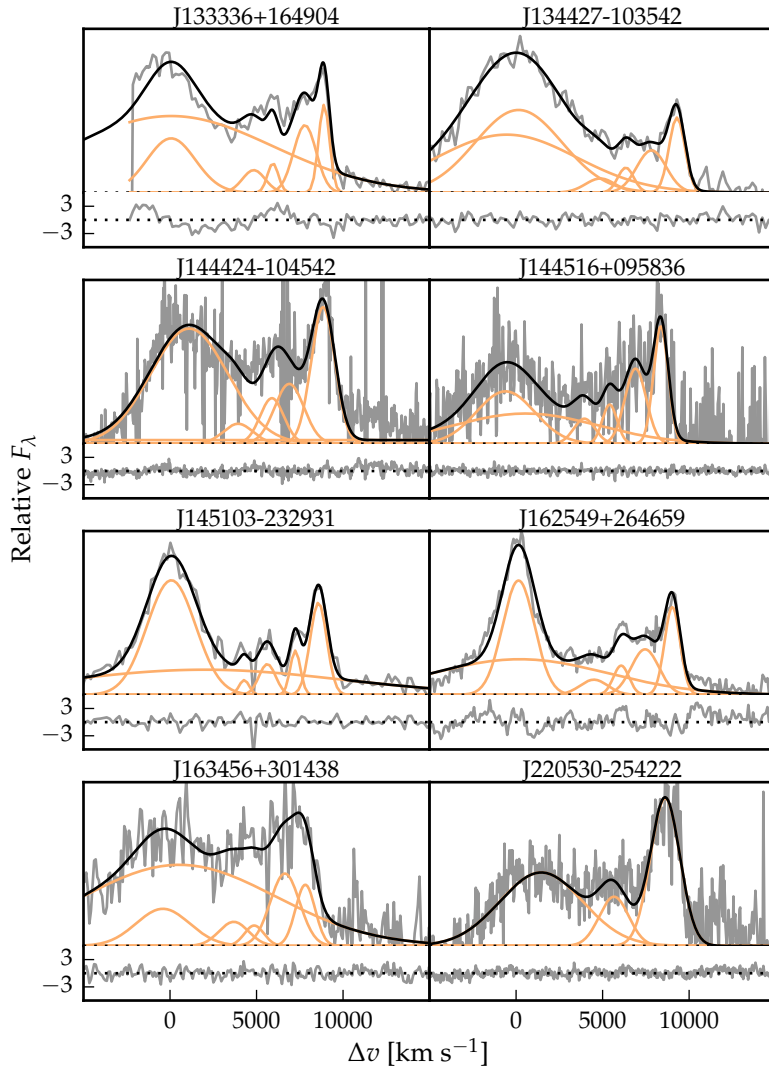 J133336+164904 J134427-103542
3
−3
J144424-104542 J144516+095836
3
−3
Relative Fλ
J145103-232931 J162549+264659
3
−3
J163456+301438 J220530-254222
3
−3
0 5000 10000 0 5000 10000
Δv [km s⁻¹]